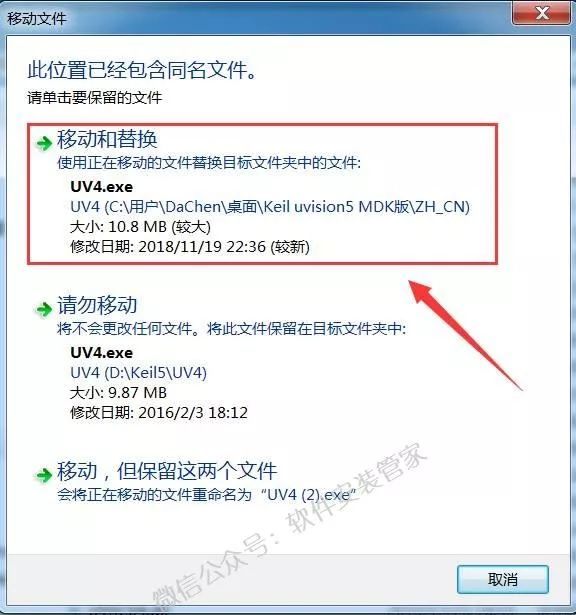 移动文件
此位置已经包含同名文件。
请单击要保留的文件
移动和替换
使用正在移动的文件替换目标文件夹中的文件:
UV4.exe
UV4 (C:\用户\DaChen\桌面\Keil uvision5 MDK版\ZH_CN)
大小: 10.8 MB (较大)
修改日期: 2018/11/19 22:36 (较新)
请勿移动
将不会更改任何文件。将此文件保留在目标文件夹中:
UV4.exe
UV4 (D:\Keil5\UV4)
大小: 9.87 MB
修改日期: 2016/2/3 18:12
移动，但保留这两个文件
会将正在移动的文件重命名为“UV4 (2).exe”
微信公众号：软件安装管家
取消